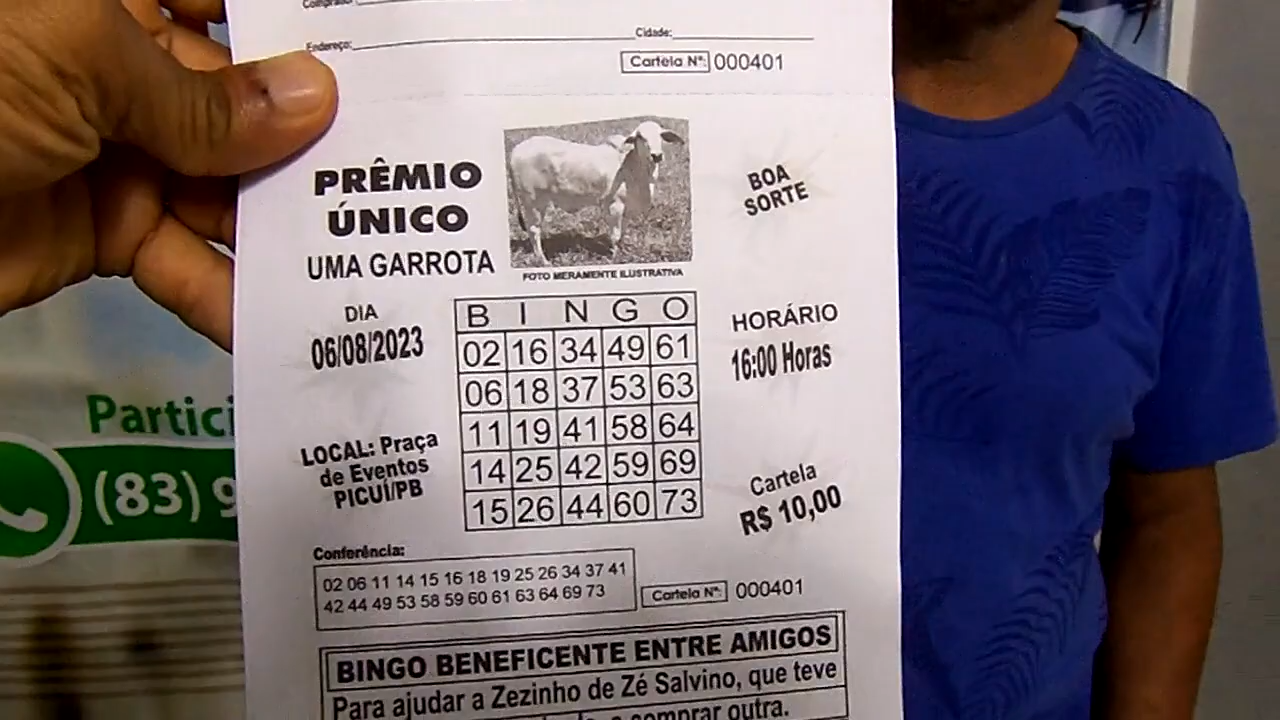 Endereço: Cidade:
Cartela Nº: 000401
PRÊMIO
ÚNICO
UMA GARROTA
BOA
SORTE
FOTO MERAMENTE ILUSTRATIVA
DIA
06/08/2023
LOCAL: Praça
de Eventos
PICUÍ/PB
B I N G O
02 16 34 49 61
06 18 37 53 63
11 19 41 58 64
14 25 42 59 69
15 26 44 60 73
HORÁRIO
16:00 Horas
Cartela
R$ 10,00
Conferência:
02 06 11 14 15 16 18 19 25 26 34 37 41
42 44 49 53 58 59 60 61 63 64 69 73
Cartela Nº: 000401
BINGO BENEFICENTE ENTRE AMIGOS
Para ajudar a Zezinho de Zé Salvino, que teve
comprar outra.
Partici
(83) 9